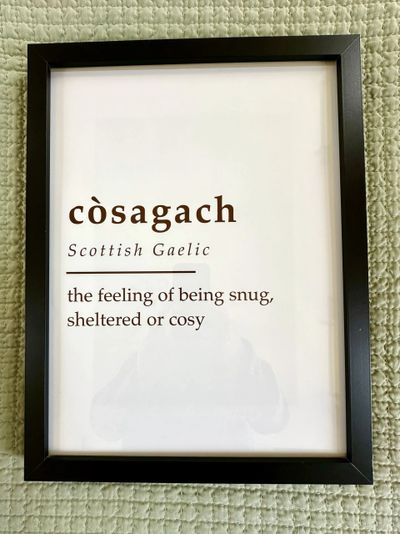 còsagach
Scottish Gaelic
the feeling of being snug,
sheltered or cosy